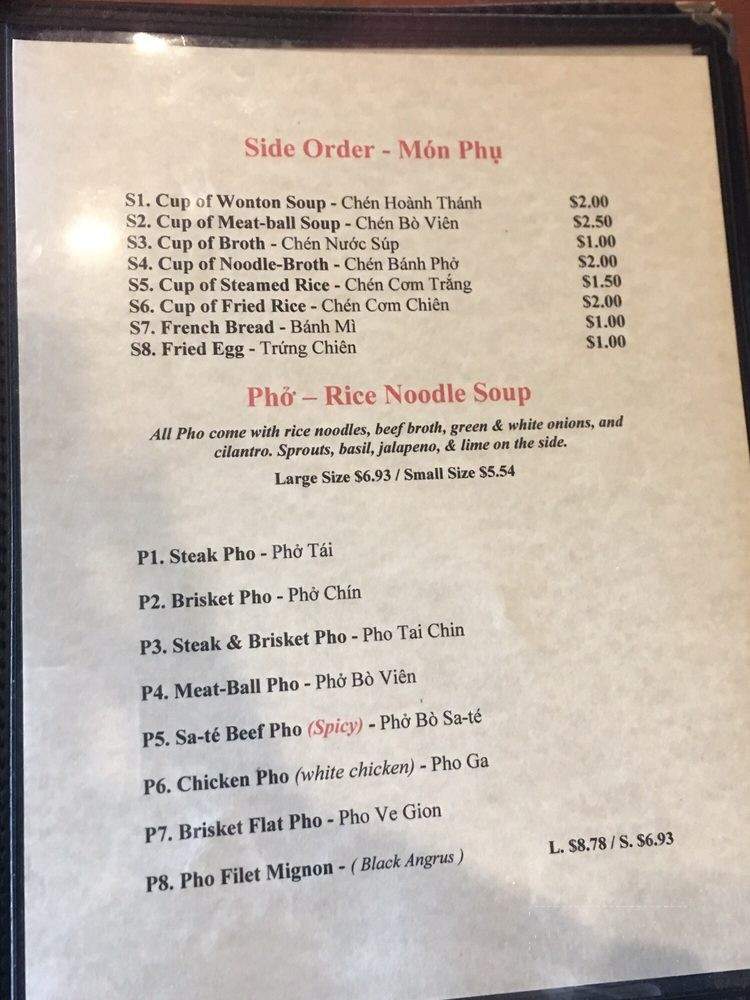 Side Order - Món Phụ
S1. Cup of Wonton Soup - Chén Hoành Thánh $2.00
S2. Cup of Meat-ball Soup - Chén Bò Viên $2.50
S3. Cup of Broth - Chén Nước Súp $1.00
S4. Cup of Noodle-Broth - Chén Bánh Phở $2.00
S5. Cup of Steamed Rice - Chén Cơm Trắng $1.50
S6. Cup of Fried Rice - Chén Cơm Chiên $2.00
S7. French Bread - Bánh Mì $1.00
S8. Fried Egg - Trứng Chiên $1.00
Phở – Rice Noodle Soup
All Pho come with rice noodles, beef broth, green & white onions, and
cilantro. Sprouts, basil, jalapeno, & lime on the side.
Large Size $6.93 / Small Size $5.54
P1. Steak Pho - Phở Tái
P2. Brisket Pho - Phở Chín
P3. Steak & Brisket Pho - Pho Tai Chin
P4. Meat-Ball Pho - Phở Bò Viên
P5. Sa-té Beef Pho (Spicy) - Phở Bò Sa-té
P6. Chicken Pho (white chicken) - Pho Ga
P7. Brisket Flat Pho - Pho Ve Gion
P8. Pho Filet Mignon - ( Black Angrus ) L. $8.78 / S. $6.93